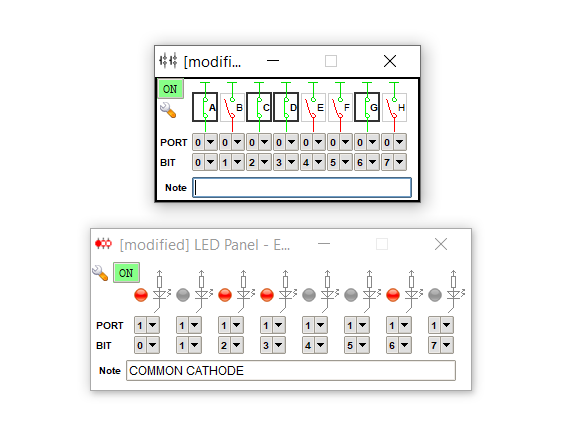 [modifi...
ON
A B C D E F G H
PORT 0 0 0 0 0 0 0 0
BIT 0 1 2 3 4 5 6 7
Note
[modified] LED Panel - E...
ON
PORT 1 1 1 1 1 1 1 1
BIT 0 1 2 3 4 5 6 7
Note COMMON CATHODE